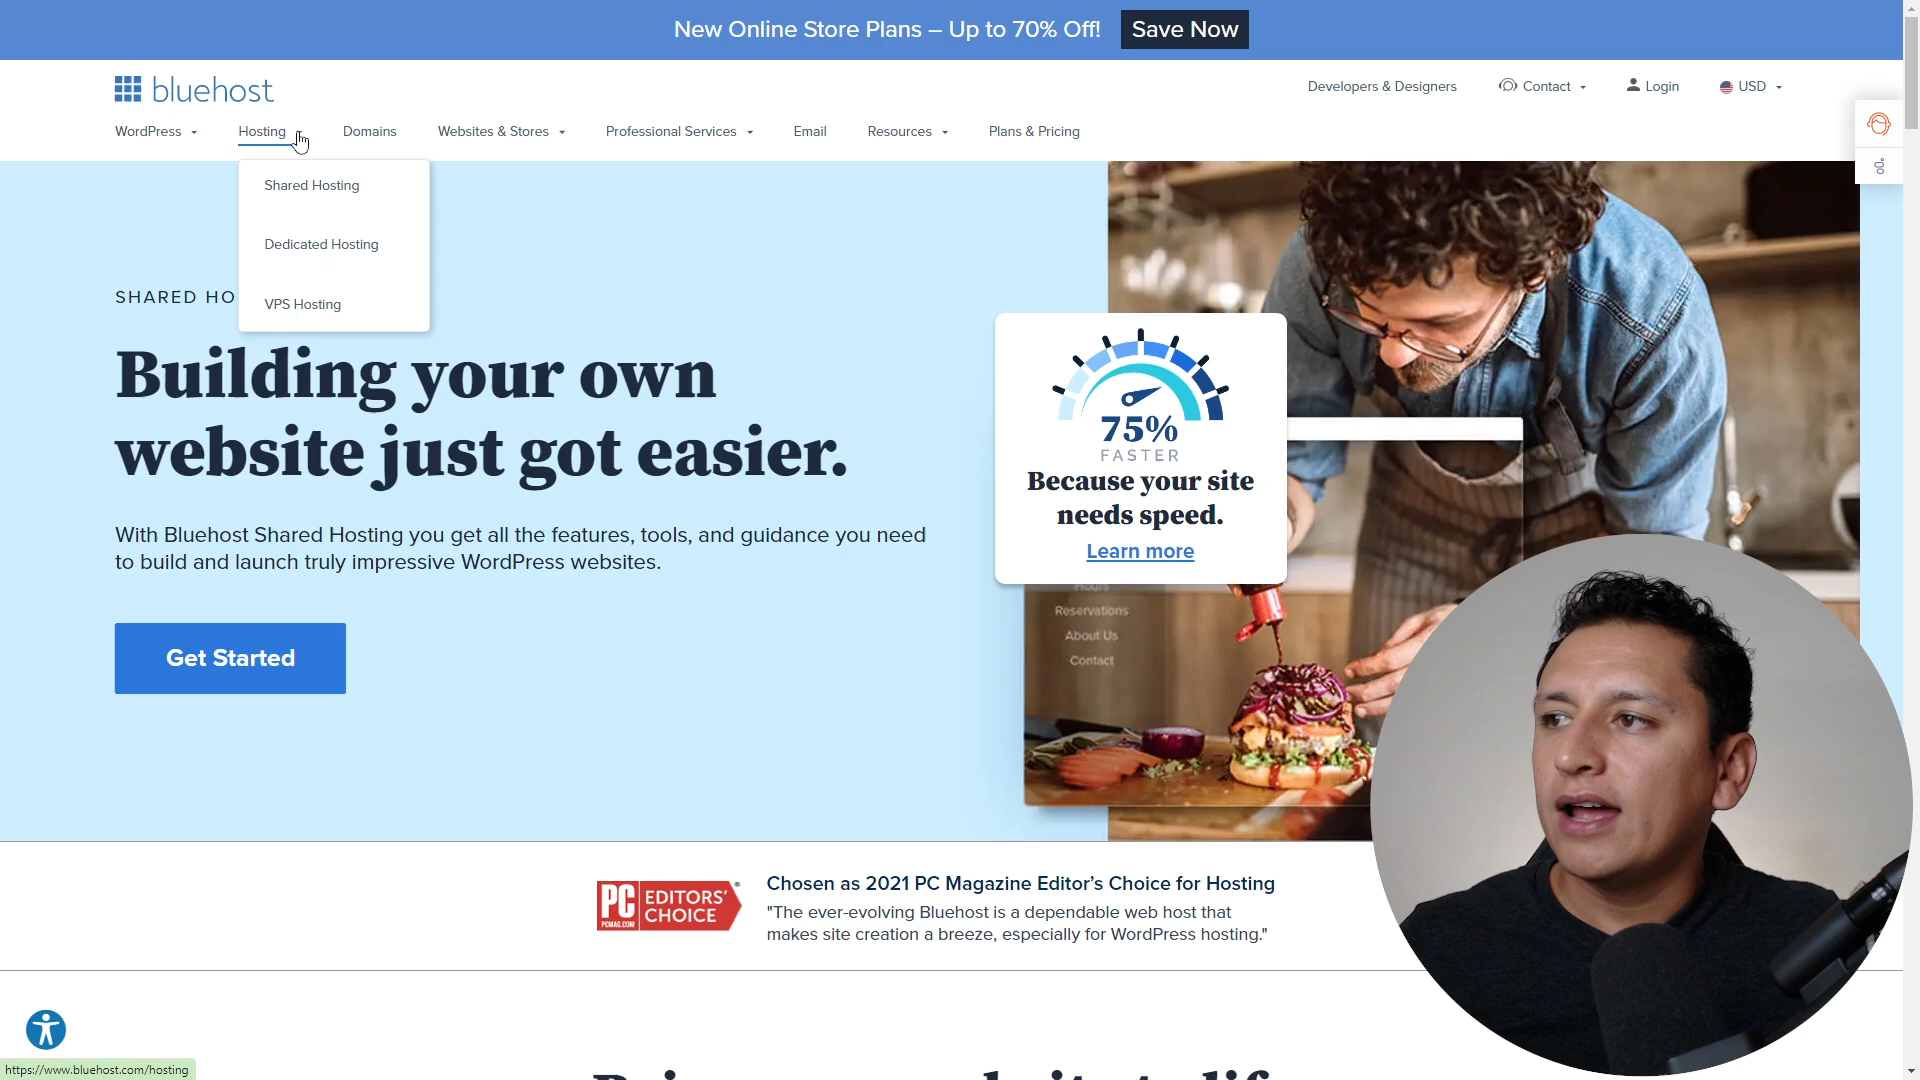 New Online Store Plans – Up to 70% Off! Save Now
bluehost
Developers & Designers Contact Login USD
WordPress Hosting Domains Websites & Stores Professional Services Email Resources Plans & Pricing
Shared Hosting
Dedicated Hosting
VPS Hosting
SHARED HO
Building your own
website just got easier.
With Bluehost Shared Hosting you get all the features, tools, and guidance you need
to build and launch truly impressive WordPress websites.
Get Started
75%
FASTER
Because your site
needs speed.
Learn more
Hours
Reservations
About Us
Contact
PC
PCMAG.COM
EDITORS'
CHOICE
Chosen as 2021 PC Magazine Editor's Choice for Hosting
"The ever-evolving Bluehost is a dependable web host that
makes site creation a breeze, especially for WordPress hosting."
https://www.bluehost.com/hosting